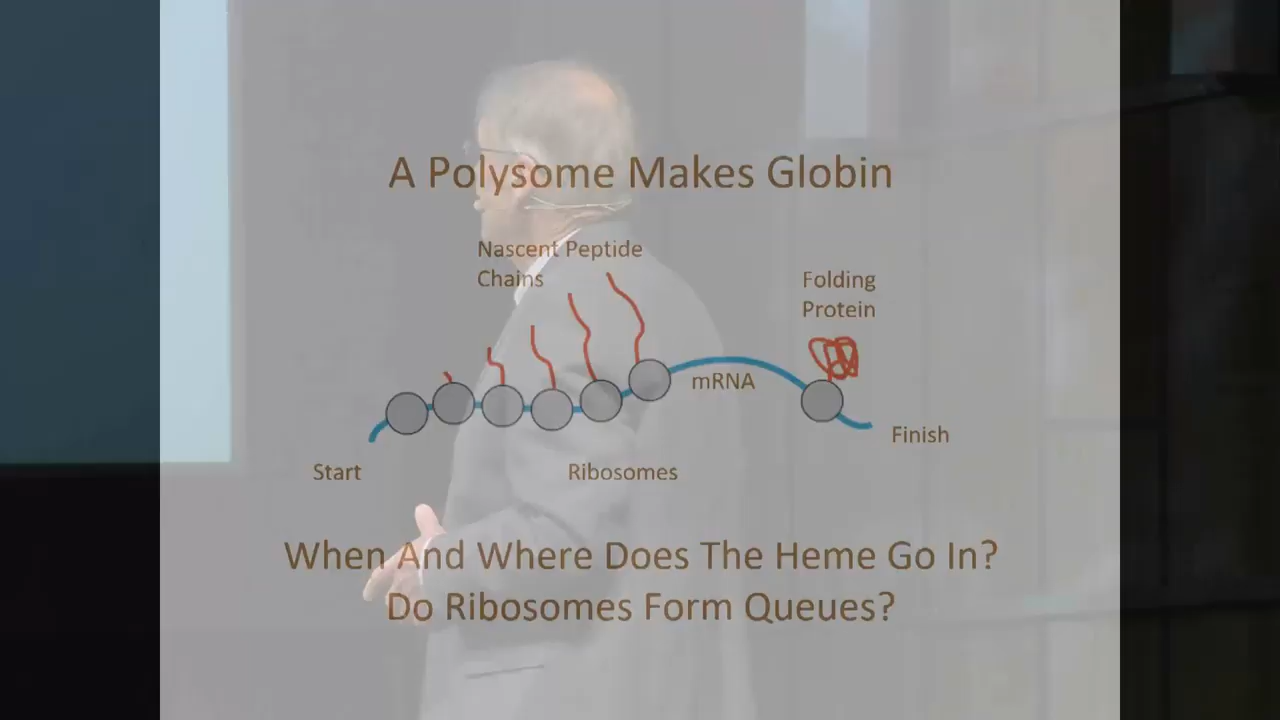 A Polysome Makes Globin
Nascent Peptide
Chains
Folding
Protein
mRNA
Finish
Start
Ribosomes
When And Where Does The Heme Go In?
Do Ribosomes Form Queues?